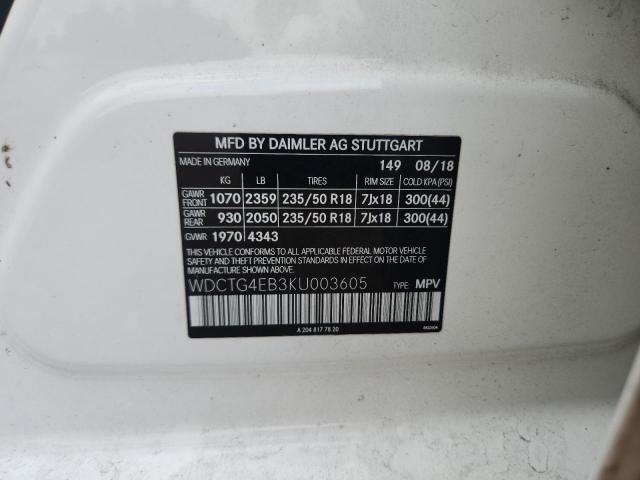 MFD BY DAIMLER AG STUTTGART
MADE IN GERMANY 149 08/18
KG LB TIRES RIM SIZE COLD KPA (PSI)
GAWR FRONT 1070 2359 235/50 R18 7Jx18 300(44)
GAWR REAR 930 2050 235/50 R18 7Jx18 300(44)
GVWR 1970 4343
THIS VEHICLE CONFORMS TO ALL APPLICABLE FEDERAL MOTOR VEHICLE
SAFETY AND THEFT PREVENTION STANDARDS IN EFFECT ON THE DATE
OF MANUFACTURE SHOWN ABOVE.
WDCTG4EB3KU003605 TYPE: MPV
A 204 817 78 20